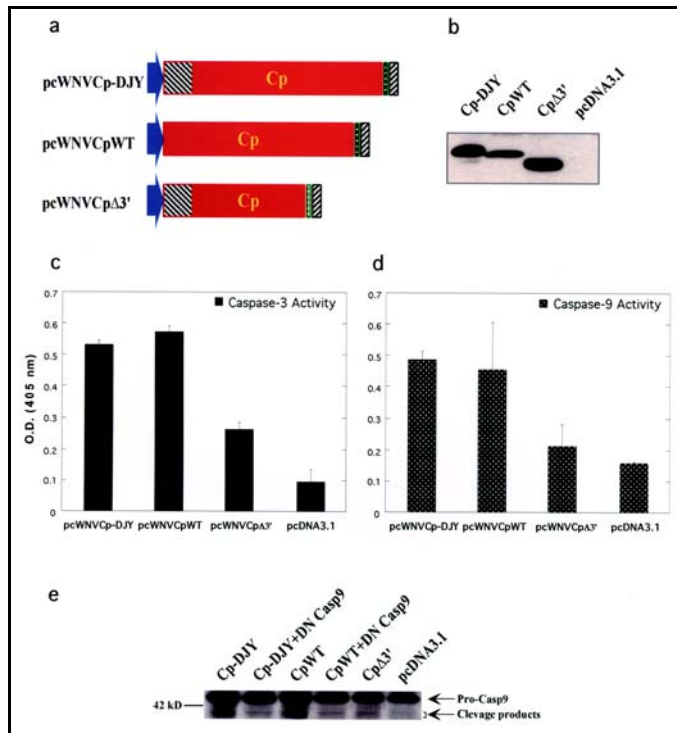 a
pcWNVCp-DJY
Cp
pcWNVCpWT
Cp
pcWNVCpΔ3'
Cp
b
Cp-DJY
CpWT
CpΔ3'
pcDNA3.1
c
Caspase-3 Activity
O.D. (405 nm)
0.7
0.6
0.5
0.4
0.3
0.2
0.1
0
pcWNVCp-DJY pcWNVCpWT pcWNVCpΔ3' pcDNA3.1
d
Caspase-9 Activity
0.7
0.6
0.5
0.4
0.3
0.2
0.1
0
pcWNVCp-DJY pcWNVCpWT pcWNVCpΔ3' pcDNA3.1
e
Cp-DJY
Cp-DJY+DN Casp9
CpWT
CpWT+DN Casp9
CpΔ3'
pcDNA3.1
42 kD
Pro-Casp9
Clevage products